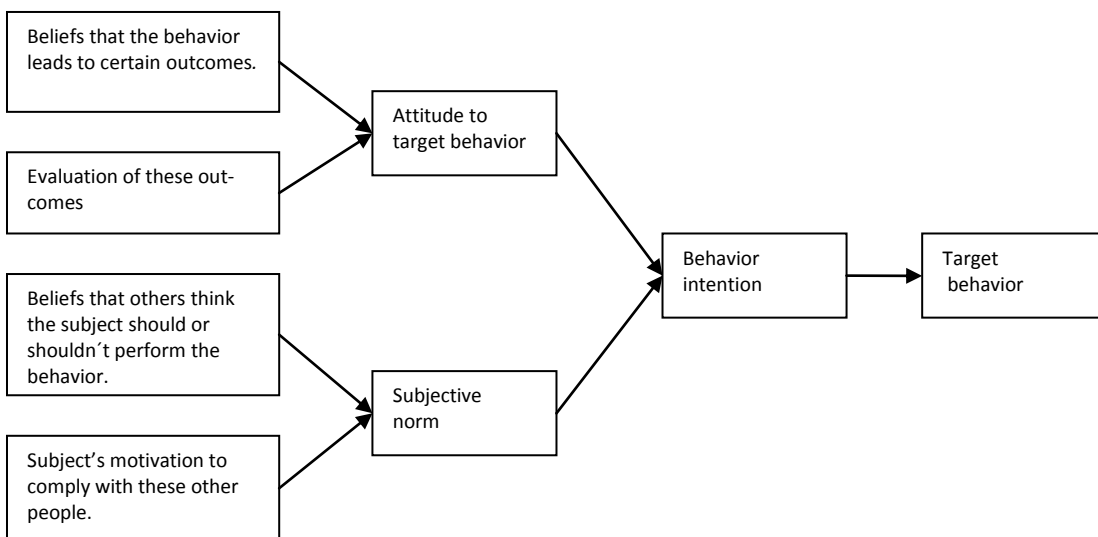 Beliefs that the behavior
leads to certain outcomes.
Evaluation of these out-
comes
Beliefs that others think
the subject should or
shouldn´t perform the
behavior.
Subject’s motivation to
comply with these other
people.
Attitude to
target behavior
Subjective
norm
Behavior
intention
Target
behavior